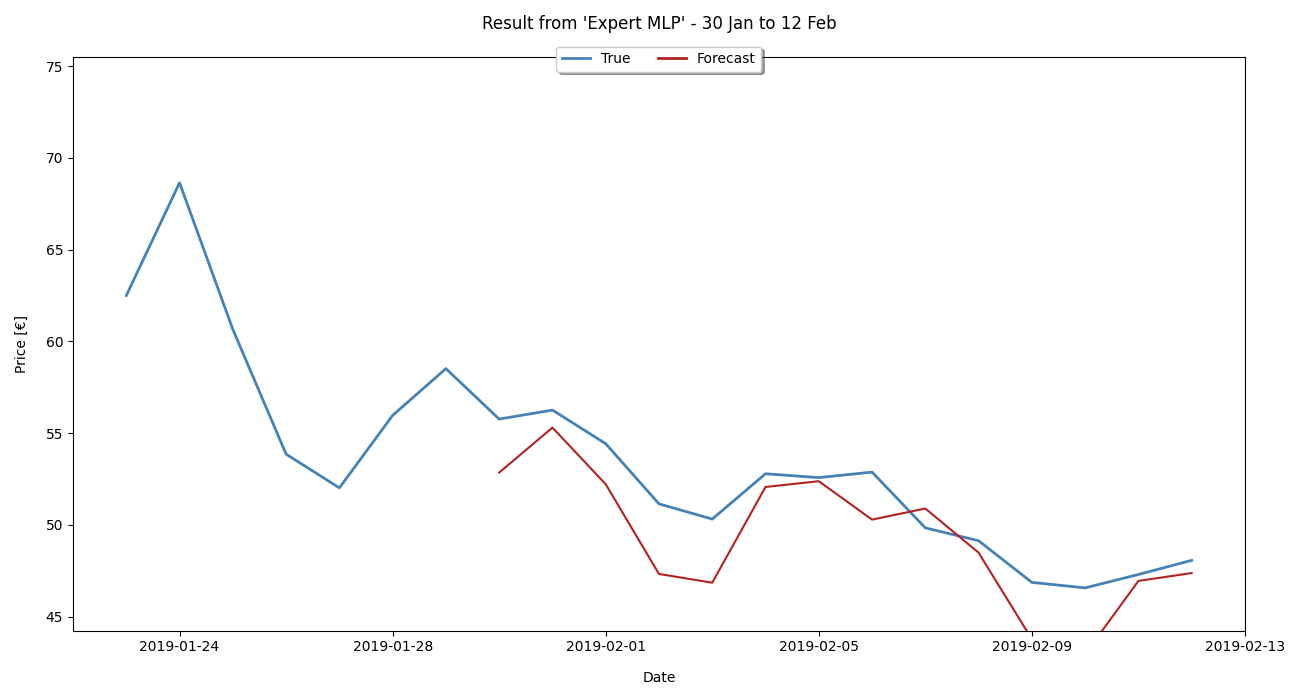 Result from 'Expert MLP' - 30 Jan to 12 Feb
True Forecast
75
70
65
60
55
50
45
Price [€]
2019-01-24 2019-01-28 2019-02-01 2019-02-05 2019-02-09 2019-02-13
Date